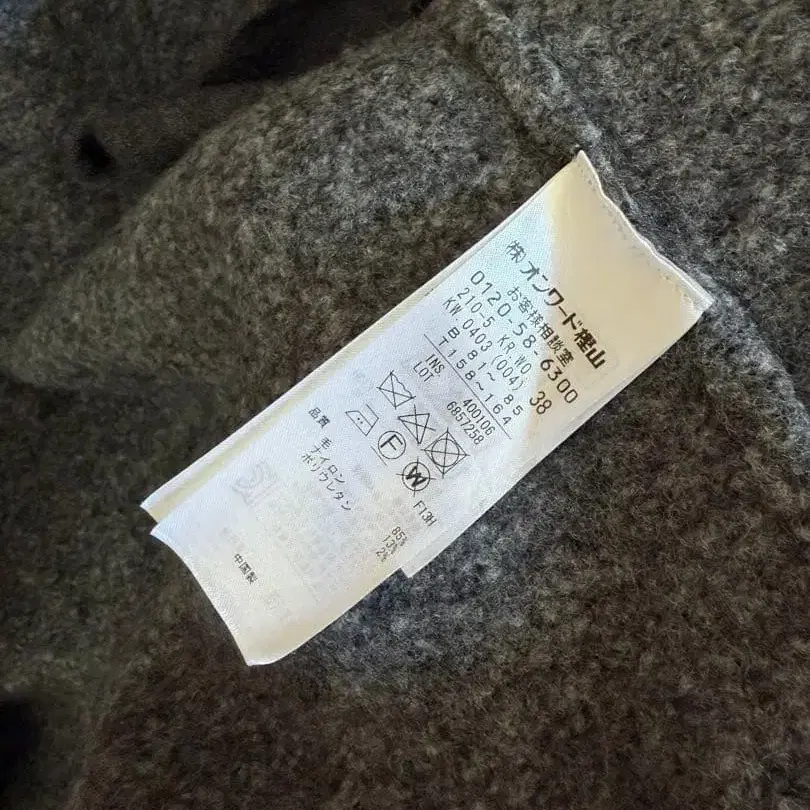 ㈱オンワード樫山
お客様相談室
0120-58-6300
210-5 KR.WO 38
KW.0403 (004)
B 81~ 85
T 158~164
INS 400106
LOT 6857258
F W F13H
品質 毛 85%
ナイロン 13%
ポリウレタン 2%
中国製